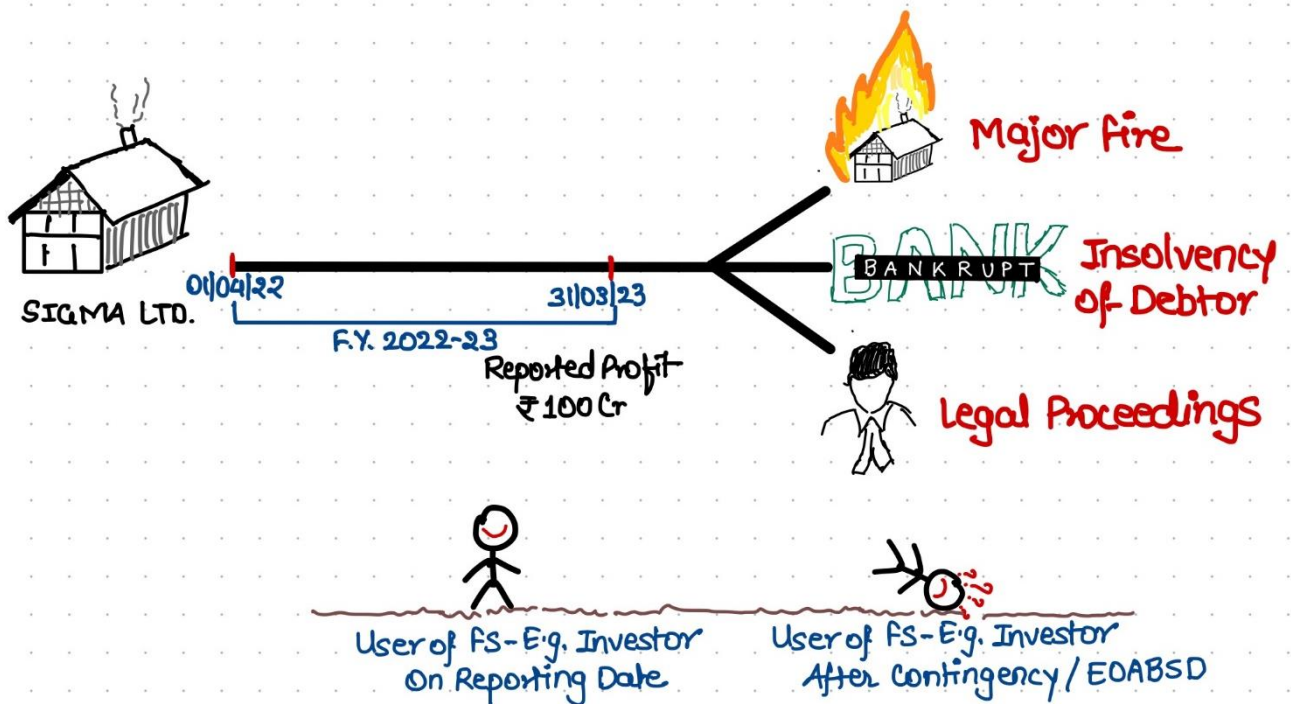 Major fire
BANK
BANKRUPT
Insolvency
of Debtor
01/04/22
31/03/23
SIGMA LTD.
F.Y. 2022-23
Reported Profit
₹100 Cr
Legal Proceedings
User of FS-E.g. Investor
On Reporting Date
User of FS-E.g. Investor
After Contingency / EOABSD